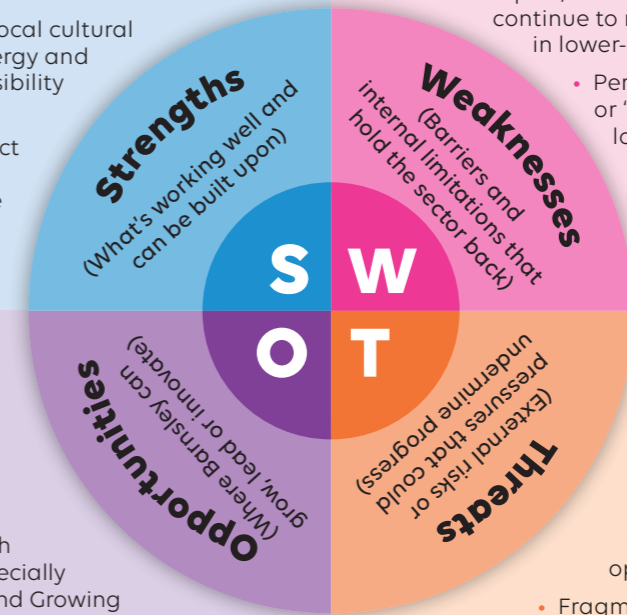 ocal cultural
ergy and
sibility
ct
continue to
in lower-
• Per
or ‘
lo
Strengths
(What’s working well and
can be built upon)
Weaknesses
(Barriers and
internal limitations that
hold the sector back)
S W
O T
Opportunities
(Where Barnsley can
grow, lead or innovate)
Threats
(External risks or
pressures that could
undermine progress)
h
ecially
nd Growing
op
• Fragm